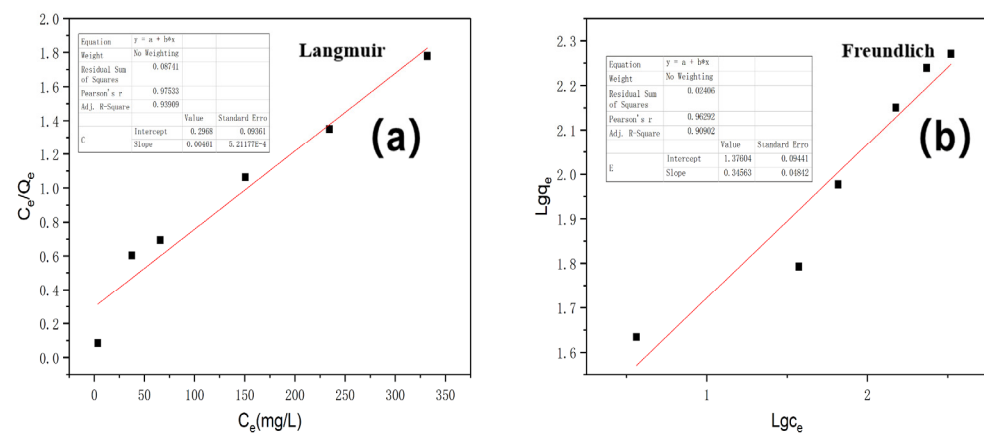 Langmuir
(a)
Equation y = a + b*x
Weight No Weighting
Residual Sum of Squares 0.08741
Pearson's r 0.97533
Adj. R-Square 0.93909
Value Standard Erro
C Intercept 0.2968 0.09361
Slope 0.00461 5.21177E-4
2.0
1.8
1.6
1.4
1.2
1.0
0.8
0.6
0.4
0.2
0.0
Ce/Qe
0 50 100 150 200 250 300 350
Ce(mg/L)
Freundlich
(b)
Equation y = a + b*x
Weight No Weighting
Residual Sum of Squares 0.02406
Pearson's r 0.96292
Adj. R-Square 0.90902
Value Standard Erro
E Intercept 1.37604 0.09441
Slope 0.34563 0.04842
2.3
2.2
2.1
2.0
1.9
1.8
1.7
1.6
Lgqe
1 2
Lgce